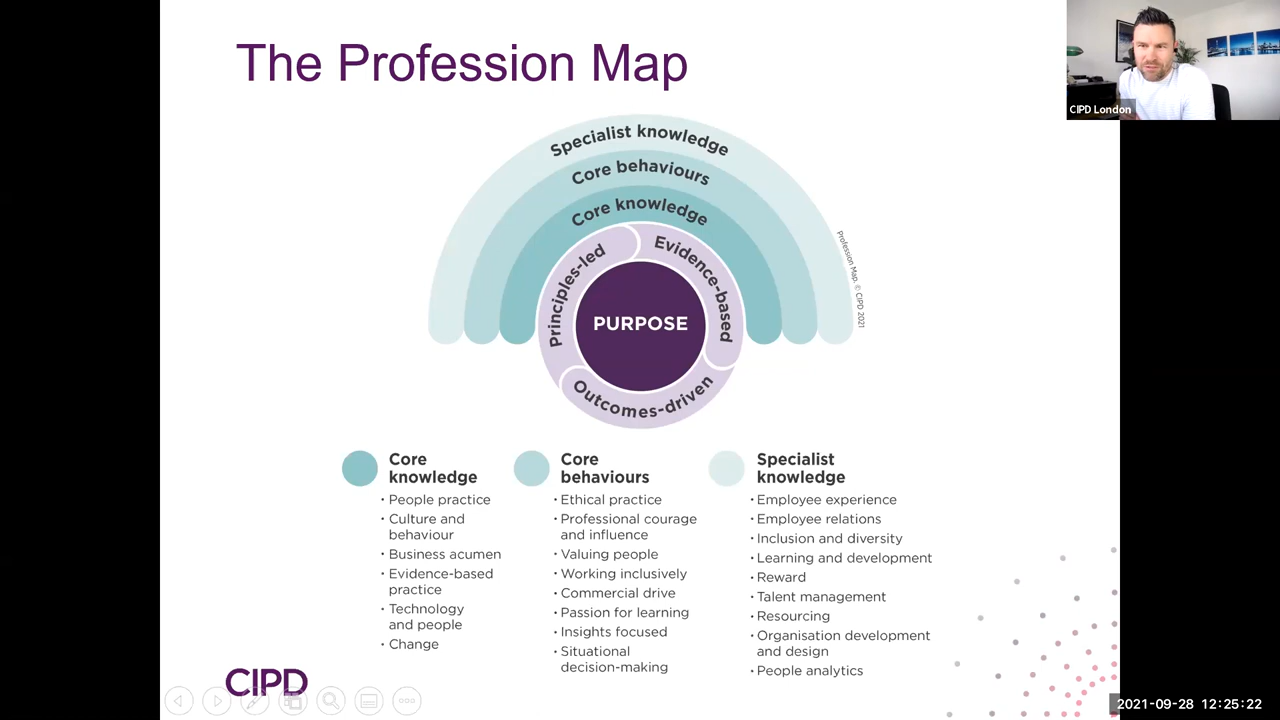 The Profession Map
CIPD London
Specialist knowledge
Core behaviours
Core knowledge
Principles-led
Evidence-based
Outcomes-driven
PURPOSE
Profession Map. © CIPD 2021
Core
knowledge
· People practice
· Culture and
behaviour
· Business acumen
· Evidence-based
practice
· Technology
and people
· Change
Core
behaviours
· Ethical practice
· Professional courage
and influence
· Valuing people
· Working inclusively
· Commercial drive
· Passion for learning
· Insights focused
· Situational
decision-making
Specialist
knowledge
· Employee experience
· Employee relations
· Inclusion and diversity
· Learning and development
· Reward
· Talent management
· Resourcing
· Organisation development
and design
· People analytics
CIPD
2021-09-28 12:25:22